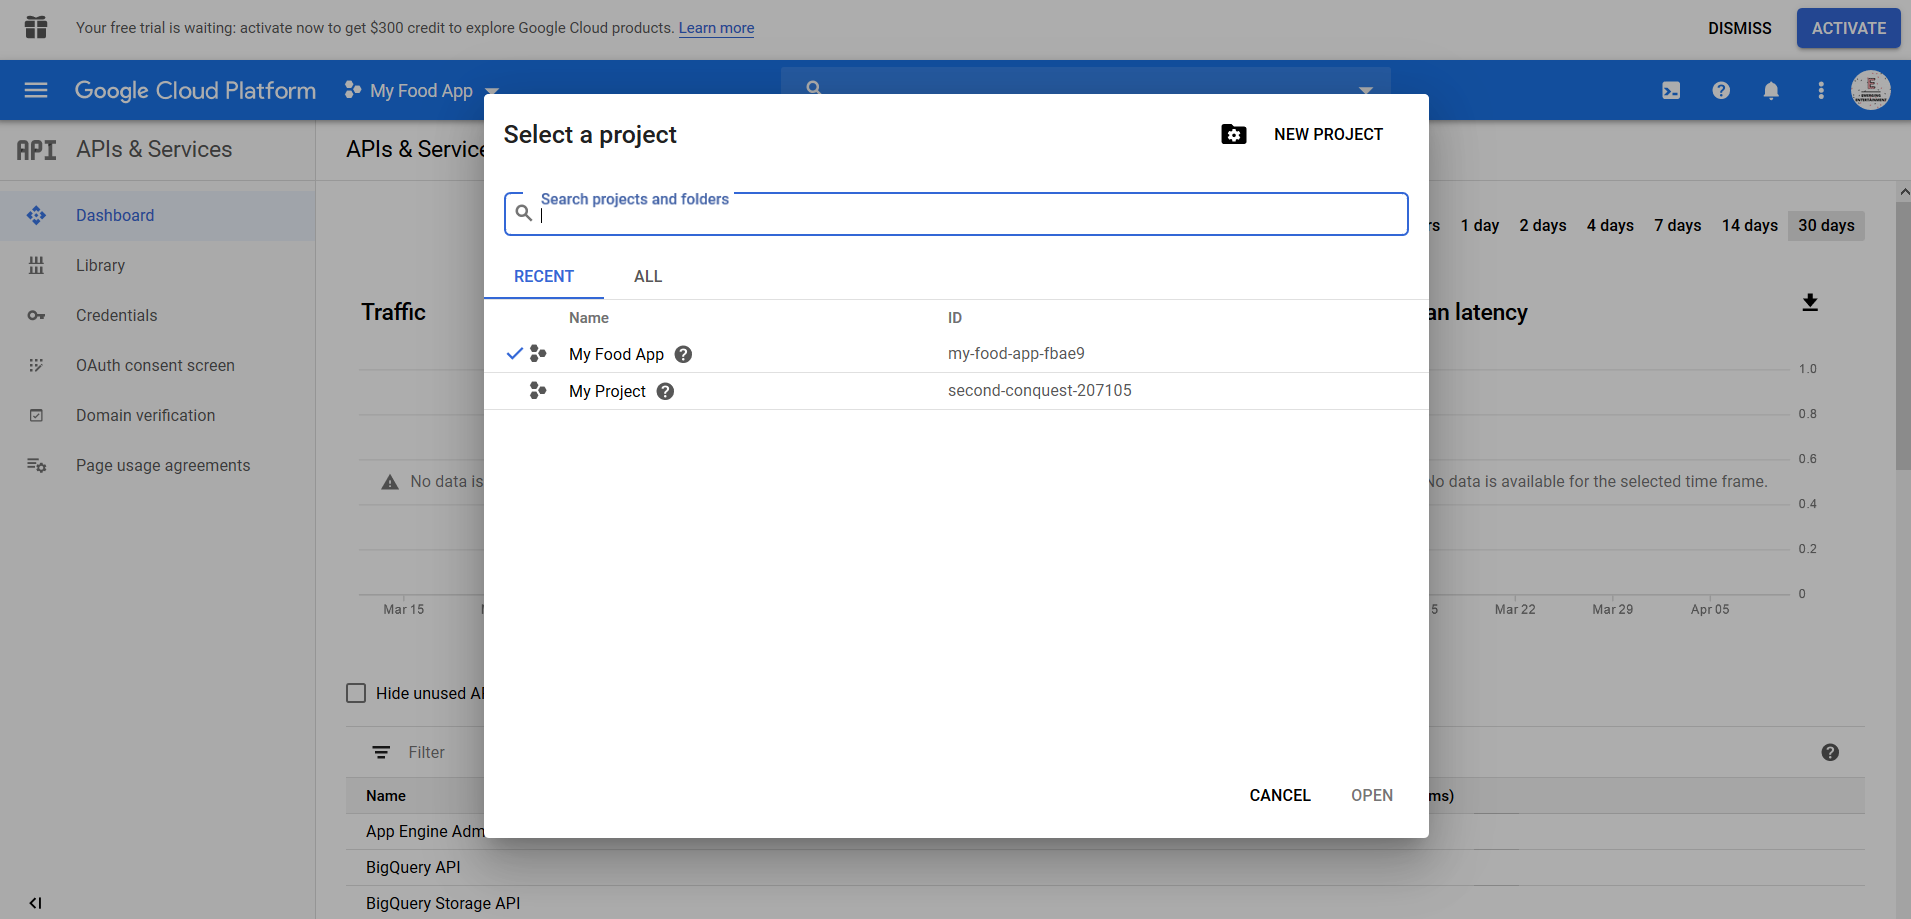 Your free trial is waiting: activate now to get $300 credit to explore Google Cloud products. Learn more
DISMISS
ACTIVATE
Google Cloud Platform
My Food App
API
APIs & Services
APIs & Service
Select a project
NEW PROJECT
Search projects and folders
RECENT
ALL
Name
ID
My Food App
my-food-app-fbae9
My Project
second-conquest-207105
CANCEL
OPEN
Dashboard
Library
Credentials
OAuth consent screen
Domain verification
Page usage agreements
rs
1 day
2 days
4 days
7 days
14 days
30 days
Traffic
an latency
No data is
No data is available for the selected time frame.
1.0
0.8
0.6
0.4
0.2
0
Mar 15
5
Mar 22
Mar 29
Apr 05
Hide unused A
Filter
Name
ms)
App Engine Adm
BigQuery API
BigQuery Storage API